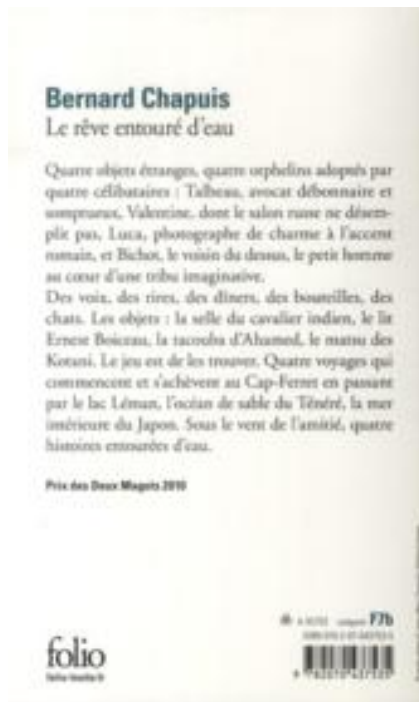 Bernard Chapuis
Le rêve entouré d'eau
Quatre objets étranges, quatre orphelins adoptés par
quatre célibataires : Talbeau, avocat débonnaire et
somptueux, Valentine, dont le salon russe ne désem-
plit pas, Luca, photographe de charme à l'accent
romain, et Bichot, le voisin du dessus, le petit homme
au cœur d'une tribu imaginative.
Des voix, des rires, des dîners, des bouteilles, des
chats. Les objets : la selle du cavalier indien, le lit
Ernest Boiceau, la tacouba d'Ahamed, le matsu des
Kotani. Le jeu est de les trouver. Quatre voyages qui
commencent et s'achèvent au Cap-Ferret en passant
par le lac Léman, l'océan de sable du Ténéré, la mer
intérieure du Japon. Sous le vent de l'amitié, quatre
histoires entourées d'eau.
Prix des Deux Magots 2010
F7b
folio